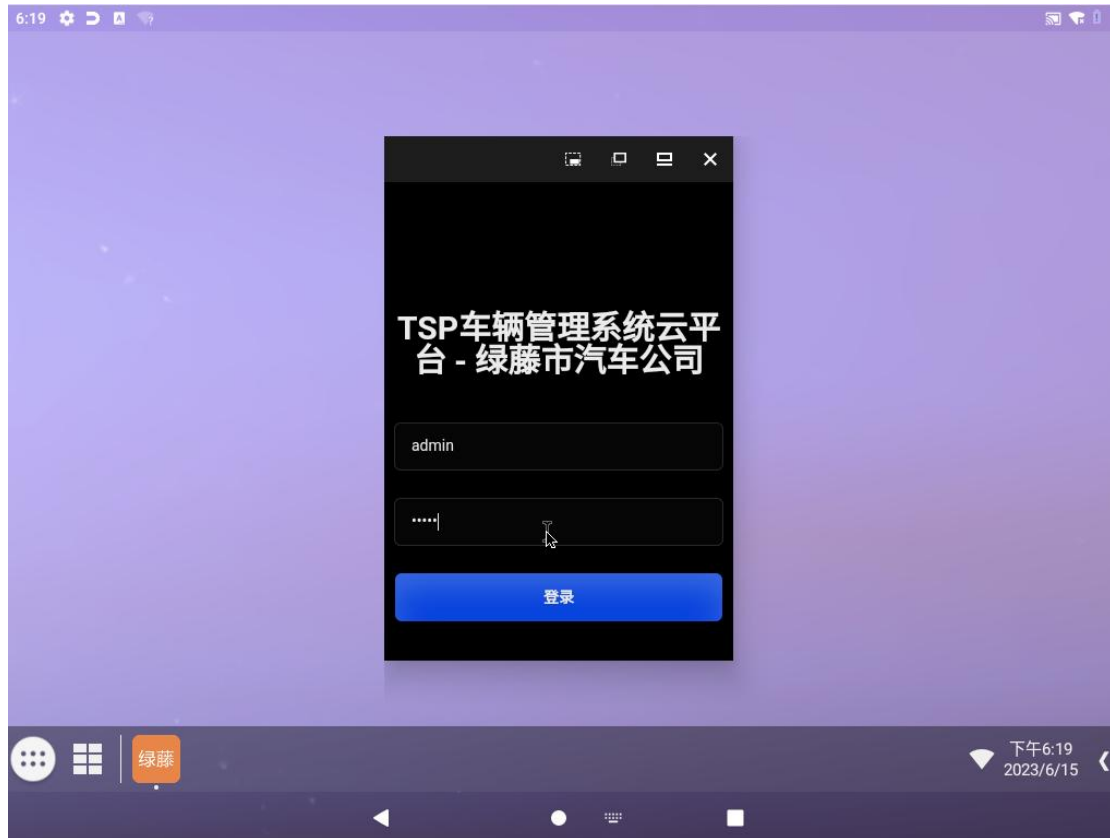 6:19
TSP车辆管理系统云平
台 - 绿藤市汽车公司
admin
•••••
登录
绿藤
下午6:19
2023/6/15